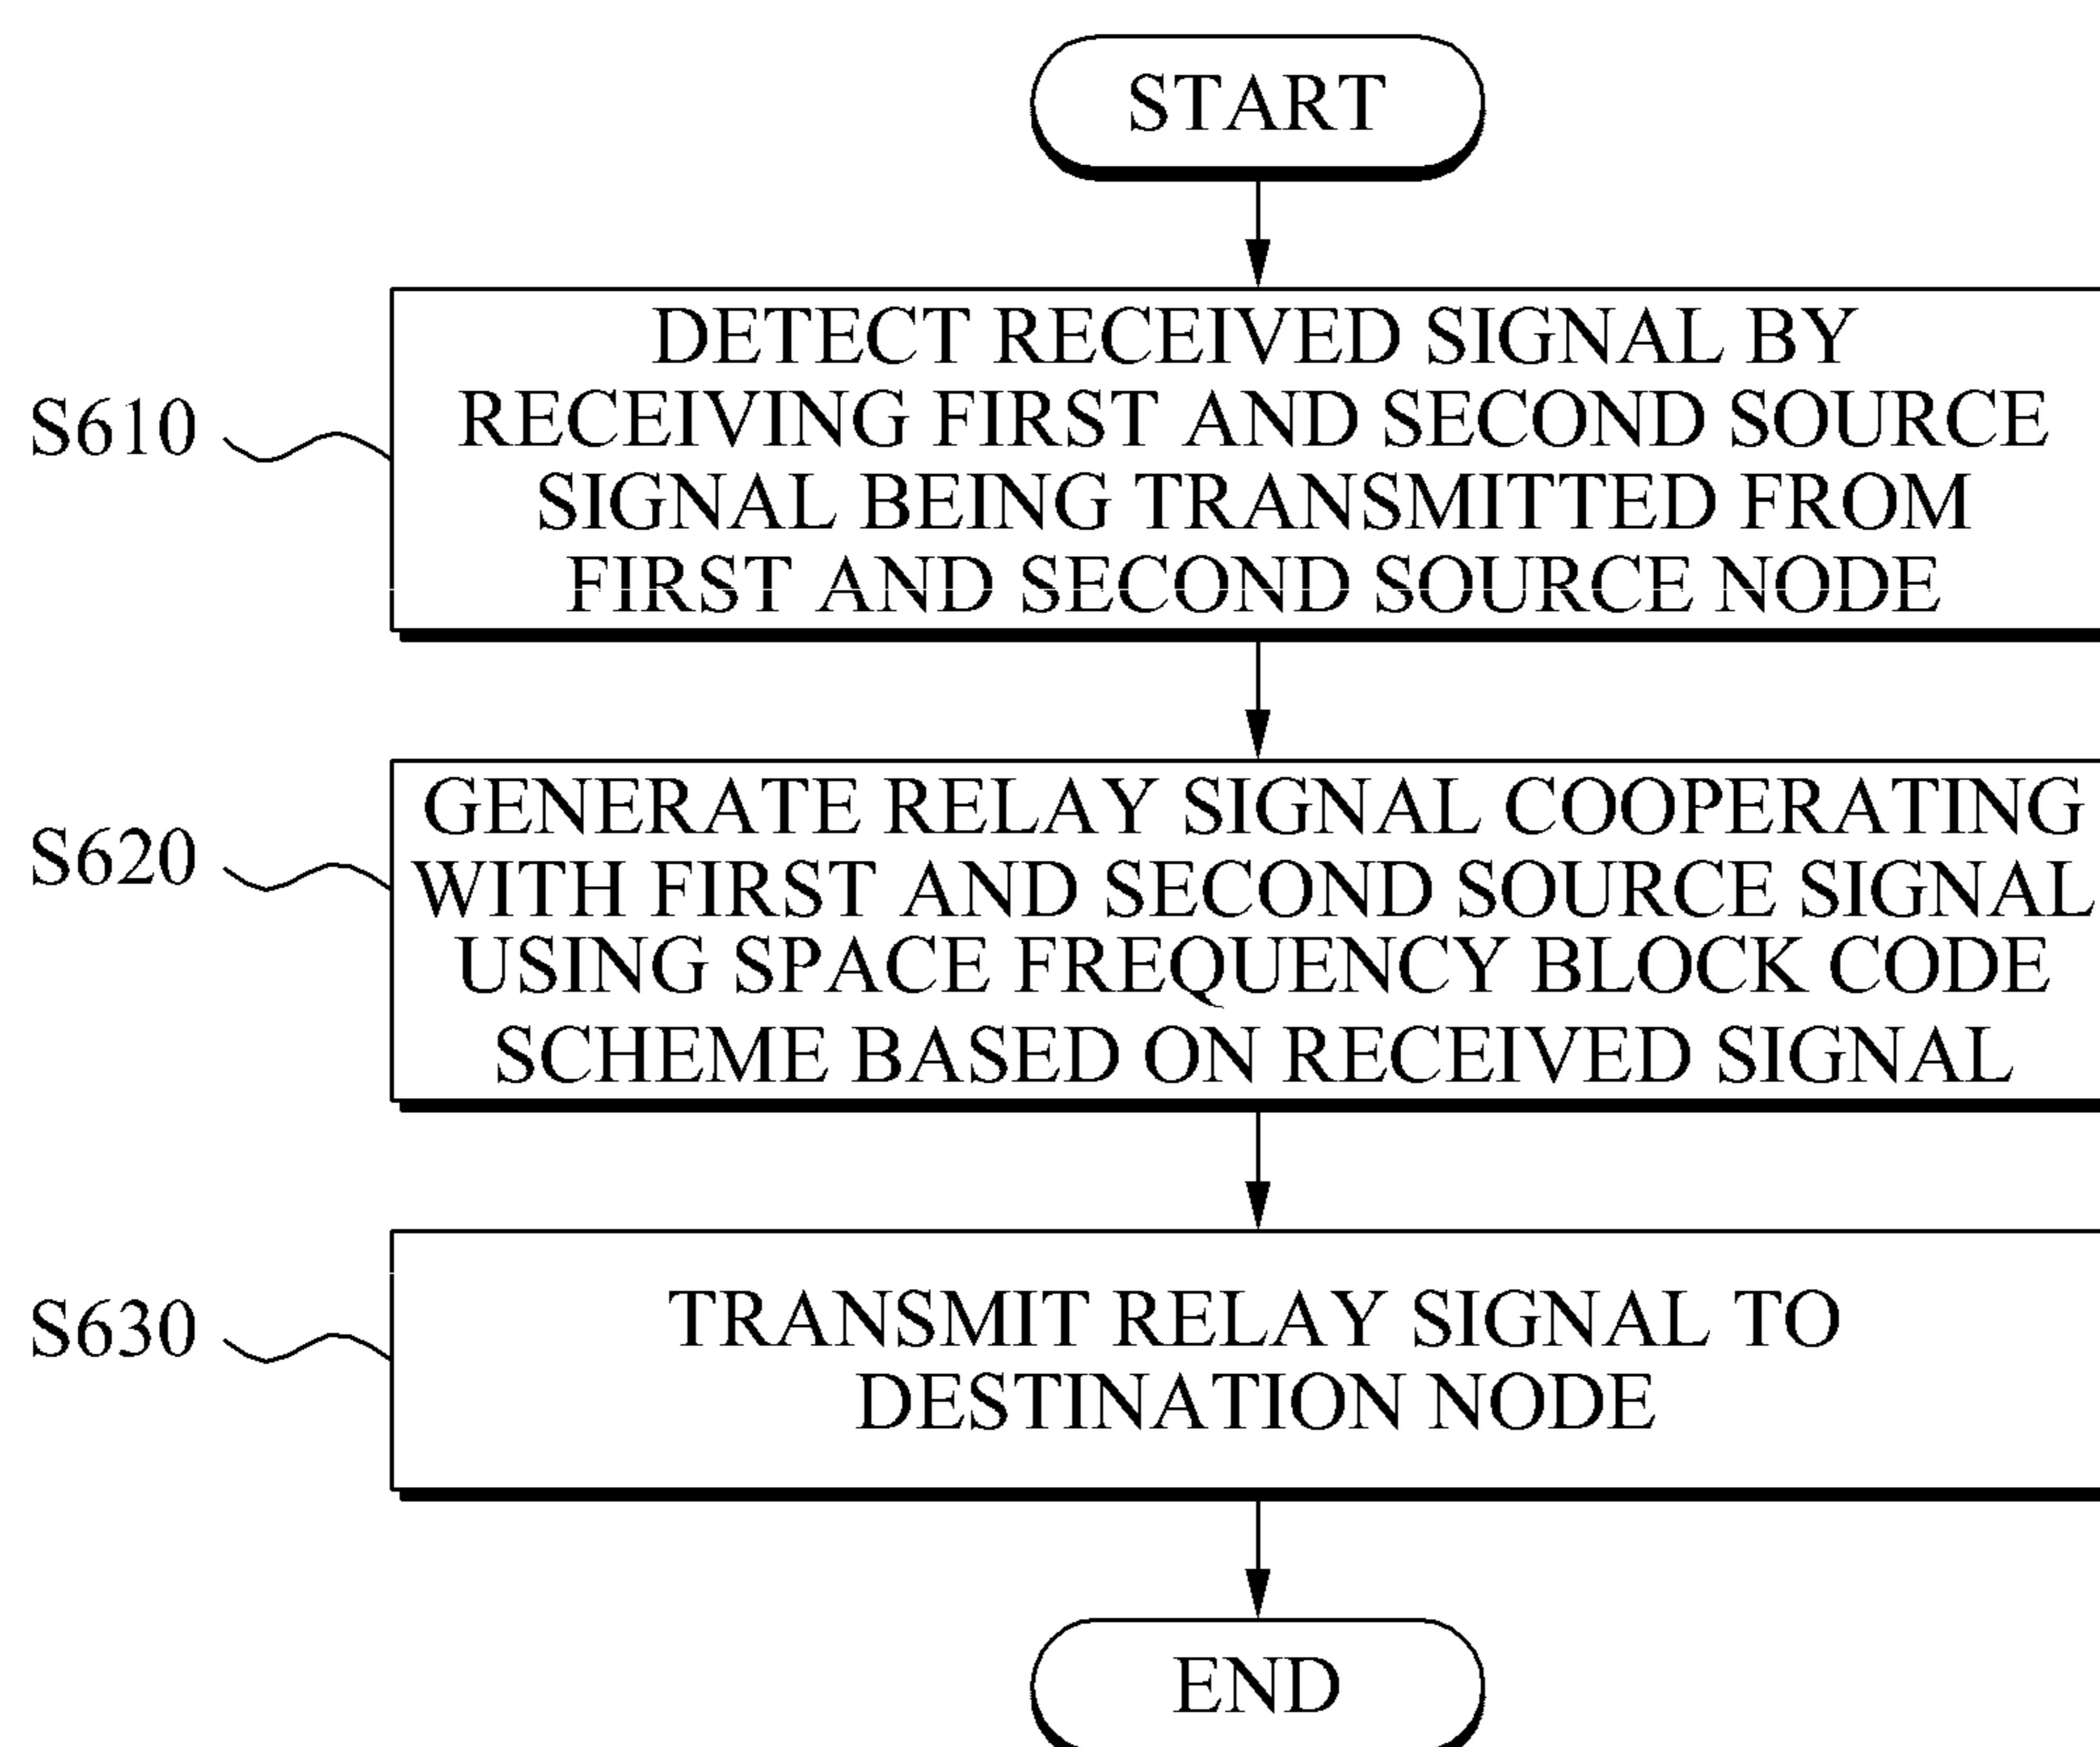 START
DETECT RECEIVED SIGNAL BY
RECEIVING FIRST AND SECOND SOURCE
SIGNAL BEING TRANSMITTED FROM
FIRST AND SECOND SOURCE NODE
S610
GENERATE RELAY SIGNAL COOPERATING
WITH FIRST AND SECOND SOURCE SIGNAL
USING SPACE FREQUENCY BLOCK CODE
SCHEME BASED ON RECEIVED SIGNAL
S620
TRANSMIT RELAY SIGNAL TO
DESTINATION NODE
S630
END